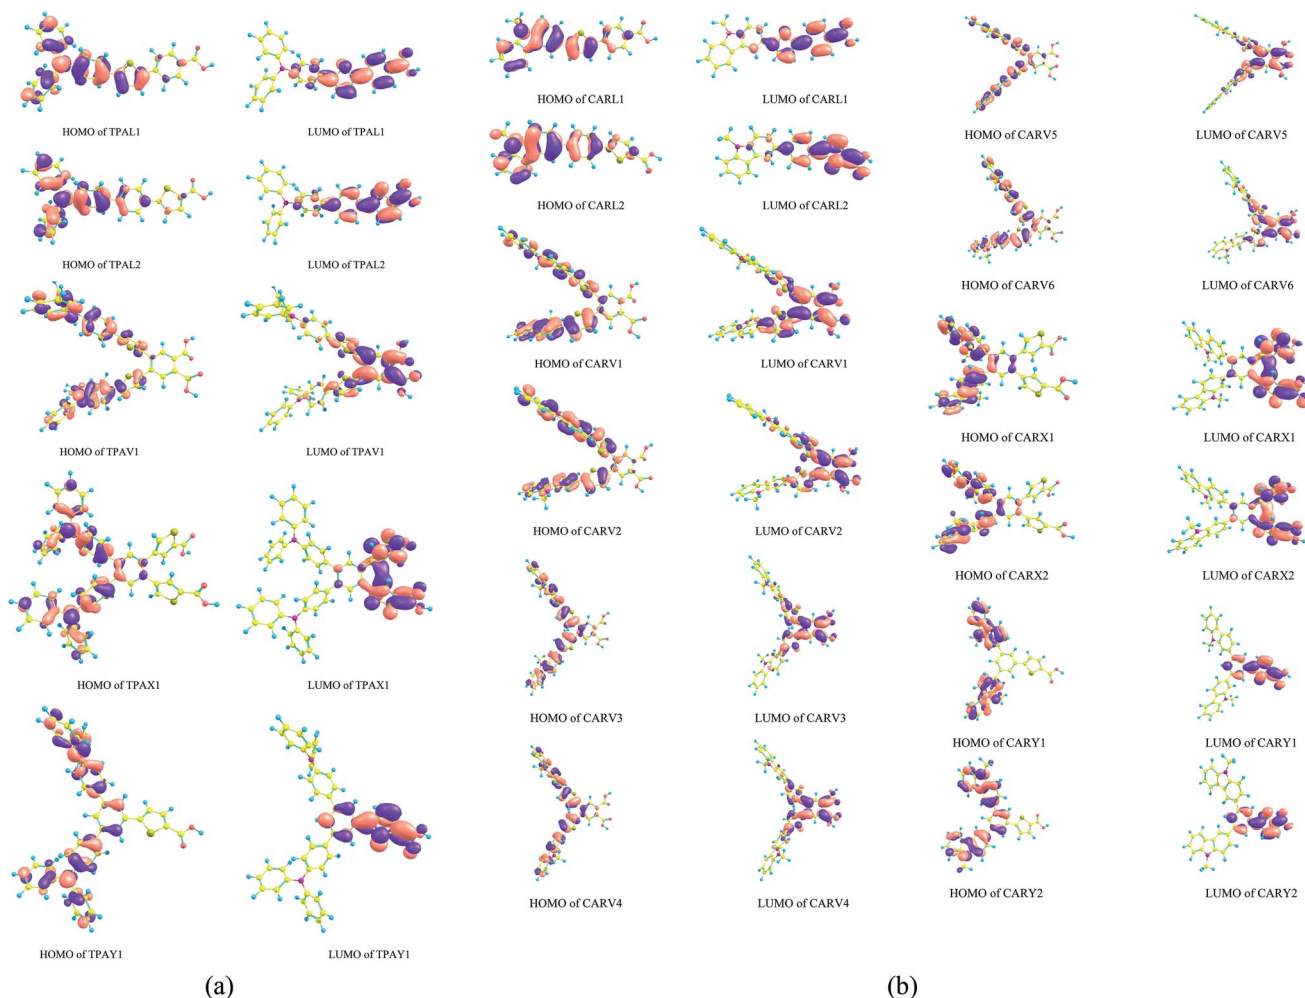 HOMO of TPAL1
LUMO of TPAL1
HOMO of TPAL2
LUMO of TPAL2
HOMO of TPAV1
LUMO of TPAV1
HOMO of TPAX1
LUMO of TPAX1
HOMO of TPAY1
LUMO of TPAY1
(a)
HOMO of CARL1
LUMO of CARL1
HOMO of CARL2
LUMO of CARL2
HOMO of CARV1
LUMO of CARV1
HOMO of CARV2
LUMO of CARV2
HOMO of CARV3
LUMO of CARV3
HOMO of CARV4
LUMO of CARV4
HOMO of CARV5
LUMO of CARV5
HOMO of CARV6
LUMO of CARV6
HOMO of CARX1
LUMO of CARX1
HOMO of CARX2
LUMO of CARX2
HOMO of CARY1
LUMO of CARY1
HOMO of CARY2
LUMO of CARY2
(b)